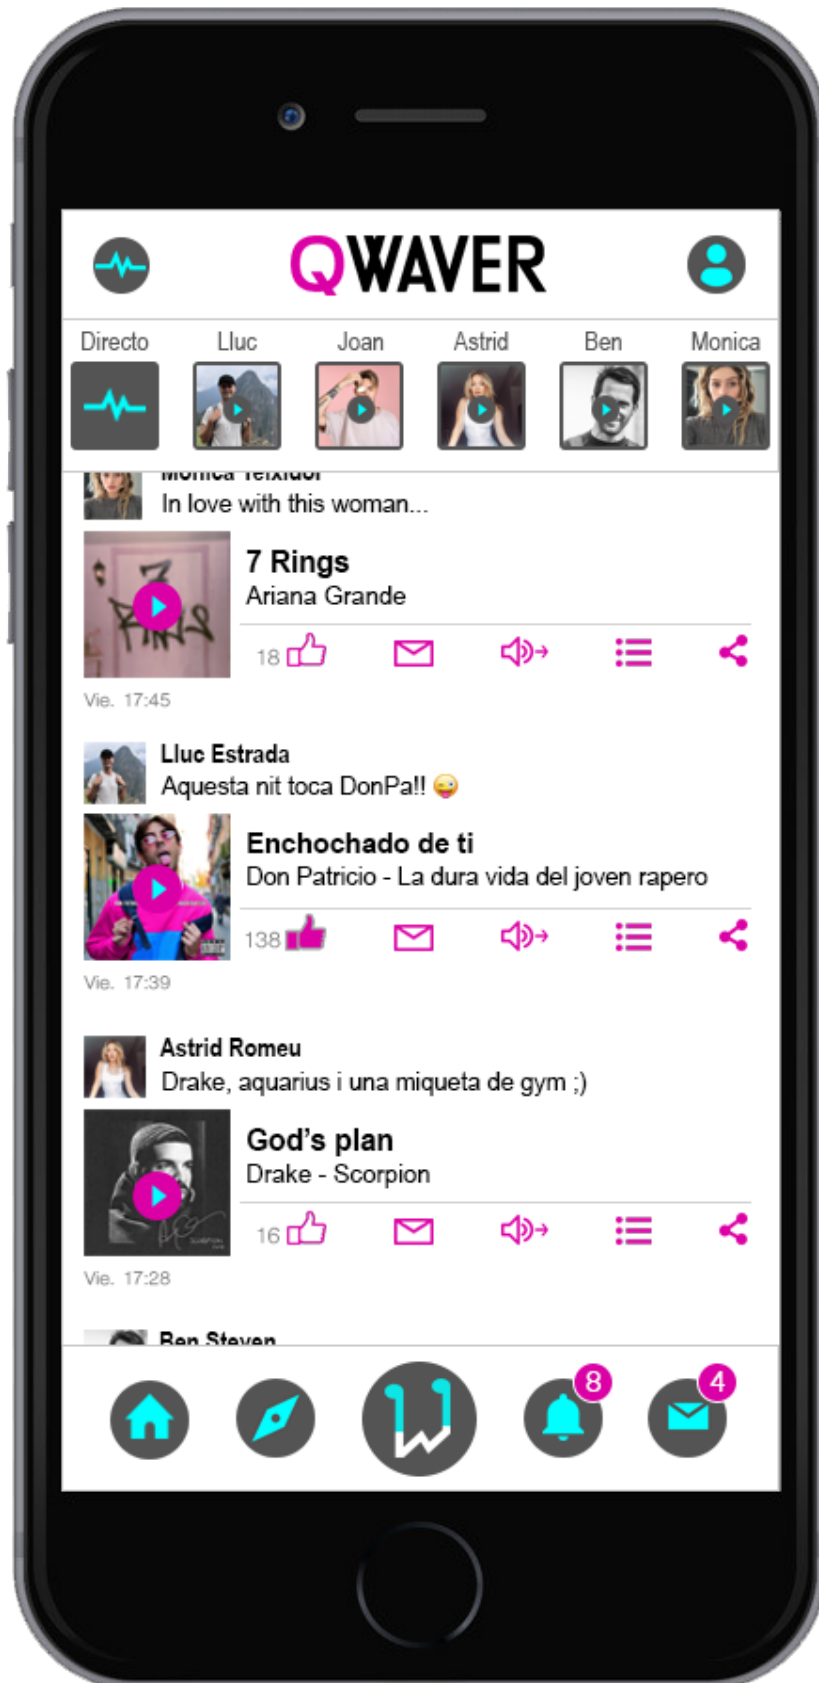 QWAVER
Directo Lluc Joan Astrid Ben Monica
Monica Teixidor
In love with this woman...
7 Rings
Ariana Grande
18
Vie. 17:45
Lluc Estrada
Aquesta nit toca DonPa!! 😜
Enchochado de ti
Don Patricio - La dura vida del joven rapero
138
Vie. 17:39
Astrid Romeu
Drake, aquarius i una miqueta de gym ;)
God's plan
Drake - Scorpion
16
Vie. 17:28
Ben Steven
8
4